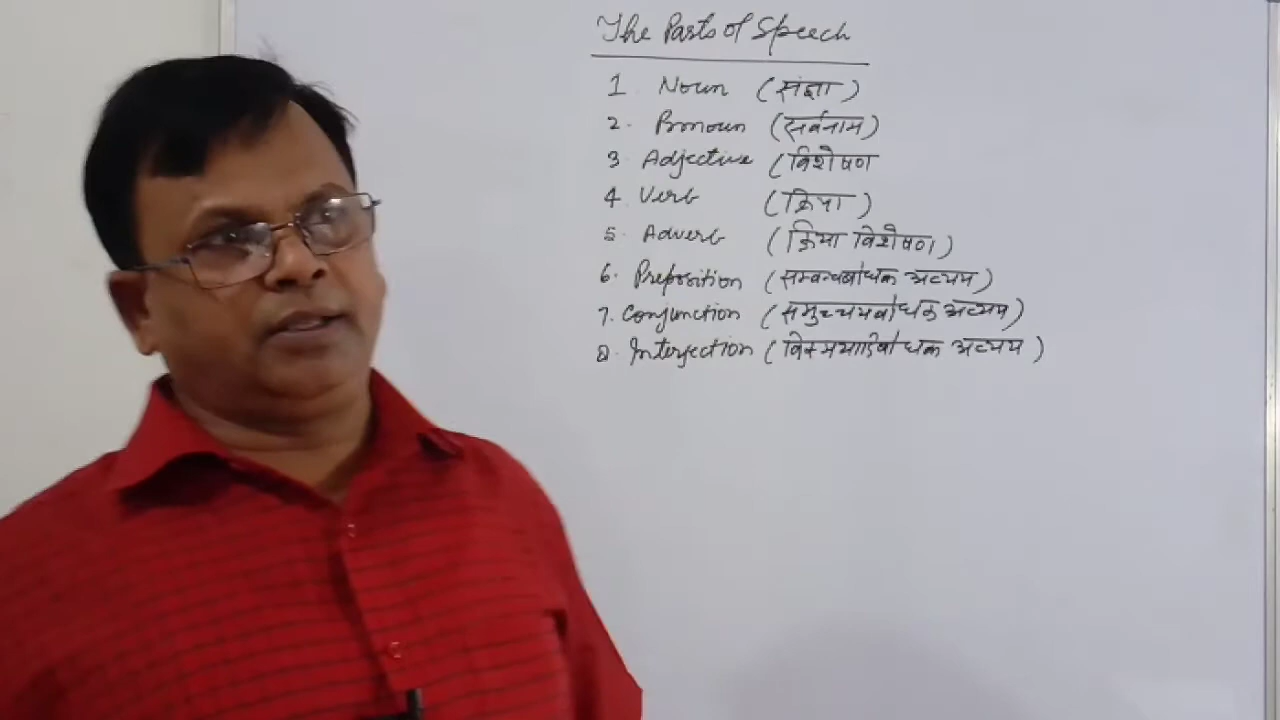 The Parts of Speech
1 Noun (संज्ञा)
2. Pronoun (सर्वनाम)
3 Adjective (विशेषण
4 Verb (क्रिया)
5. Adverb (क्रिया विशेषण)
6. Preposition (सम्बन्धबोधक अव्यय)
7. Conjunction (समुच्चयबोधक अव्यय)
8. Interjection (विस्मयादिबोधक अव्यय)